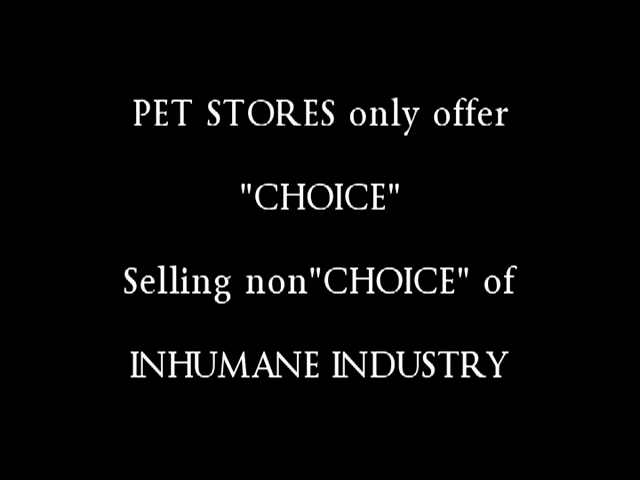 PET STORES only offer
"CHOICE"
Selling non"CHOICE" of
INHUMANE INDUSTRY